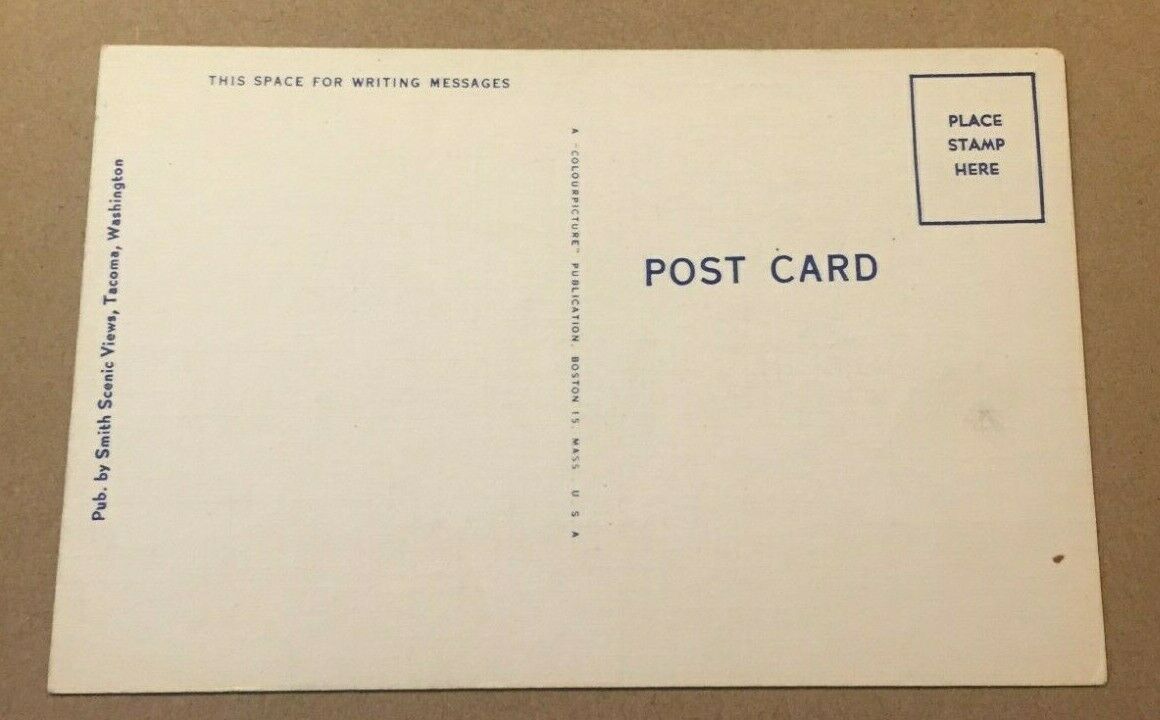 THIS SPACE FOR WRITING MESSAGES
Pub. by Smith Scenic Views, Tacoma, Washington
A "COLOURPICTURE" PUBLICATION, BOSTON 15, MASS. U S A
PLACE
STAMP
HERE
POST CARD